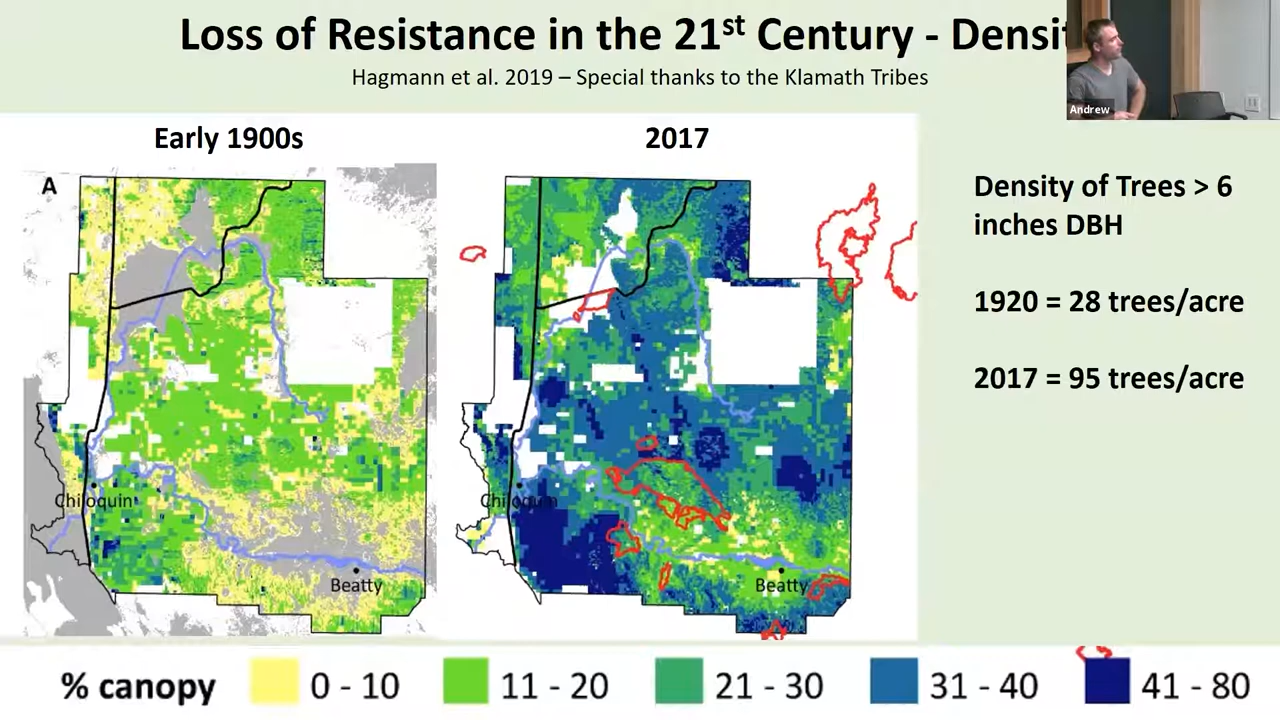 Loss of Resistance in the 21st Century - Densit
Hagmann et al. 2019 – Special thanks to the Klamath Tribes
Andrew
Early 1900s
2017
A
Density of Trees > 6
inches DBH
1920 = 28 trees/acre
2017 = 95 trees/acre
Chiloquin
Chiloquin
Beatty
Beatty
% canopy
0 - 10
11 - 20
21 - 30
31 - 40
41 - 80